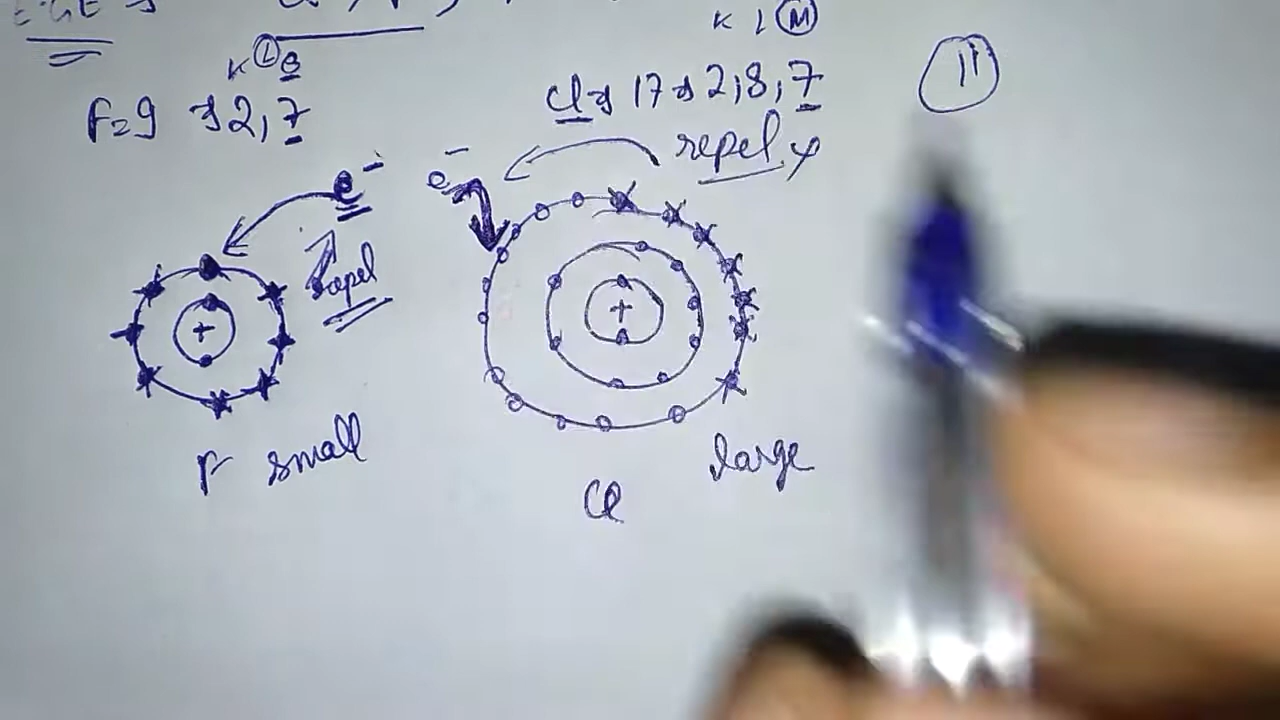 K L M
K L e
F=9 ⇒ 2,7
Cl ⇒ 17 ⇒ 2,8,7
11
repel
e⁻
e⁻
repel
+
+
F small
large
Cl